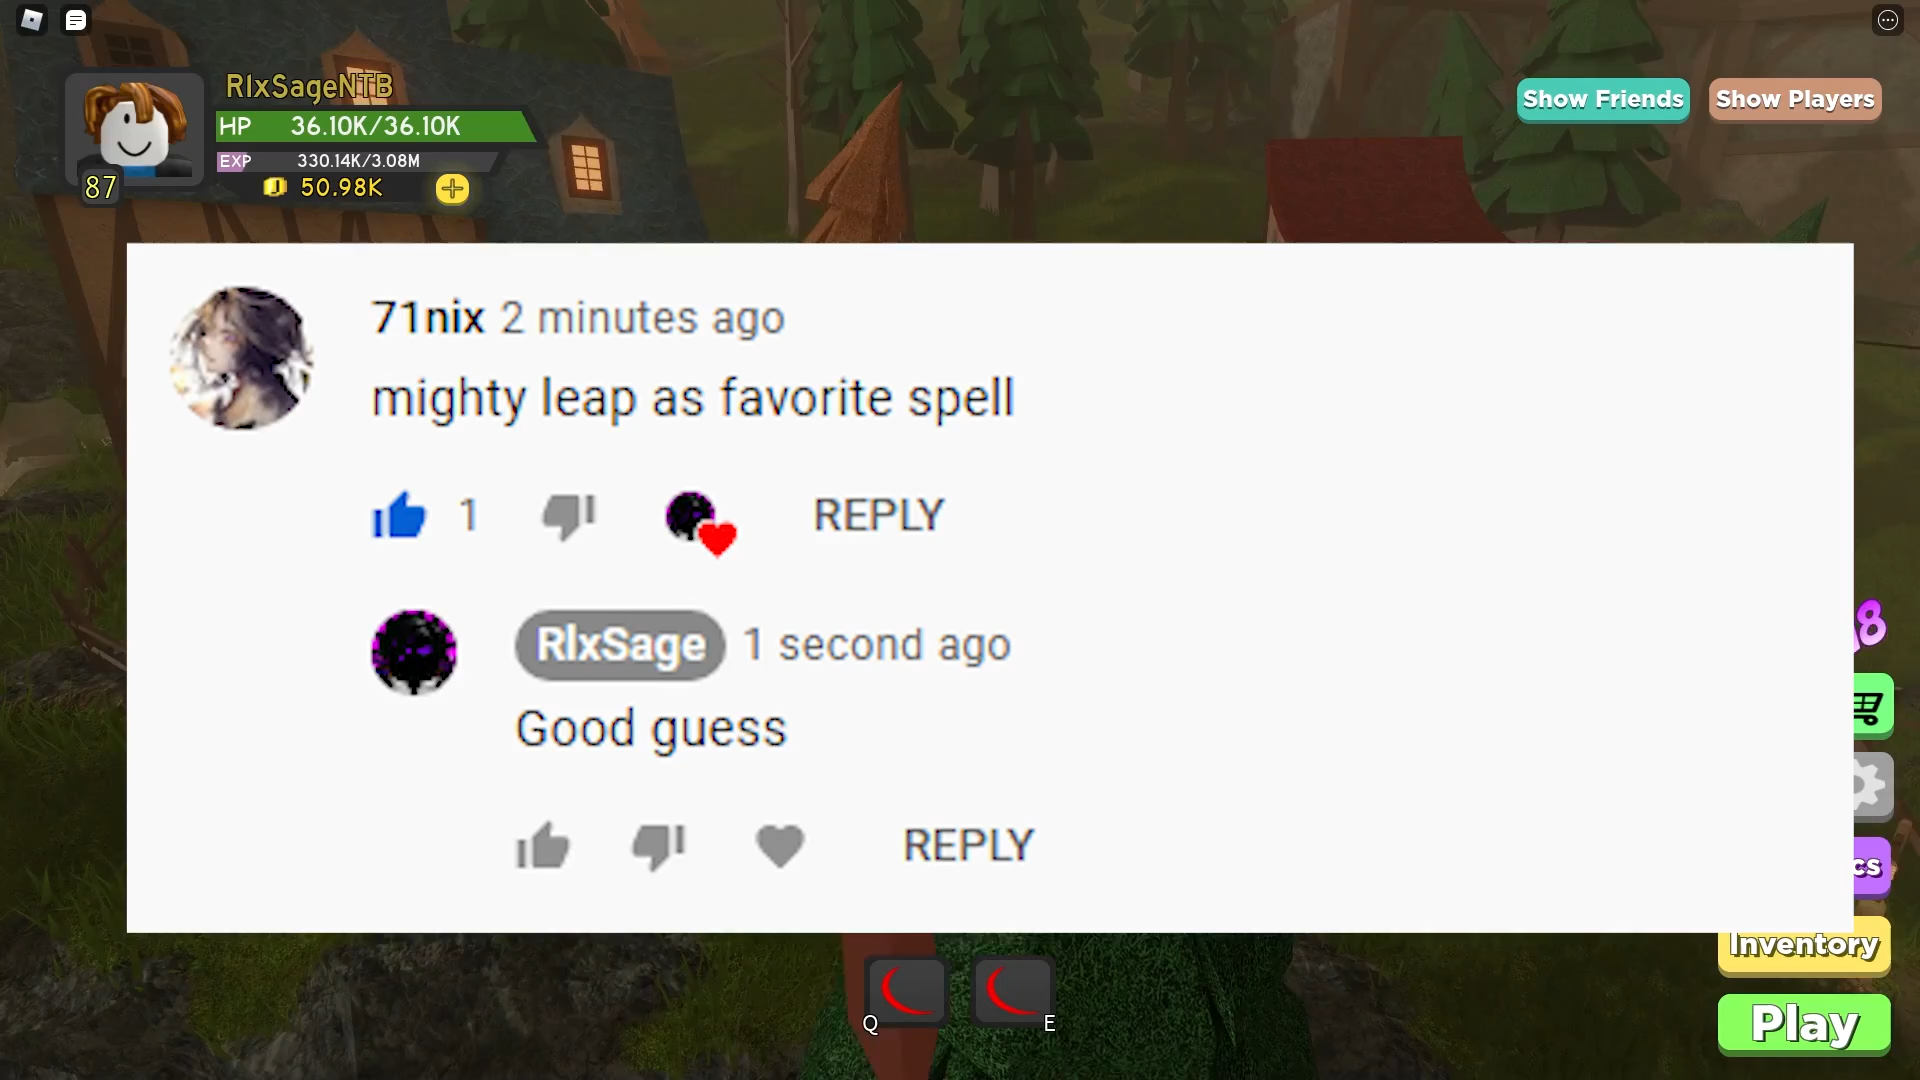 RlxSageNTB
HP 36.10K/36.10K
EXP 330.14K/3.08M
87
50.98K
Show Friends
Show Players
71nix 2 minutes ago
mighty leap as favorite spell
1
REPLY
RlxSage 1 second ago
Good guess
REPLY
8
cs
Inventory
Play
Q
E